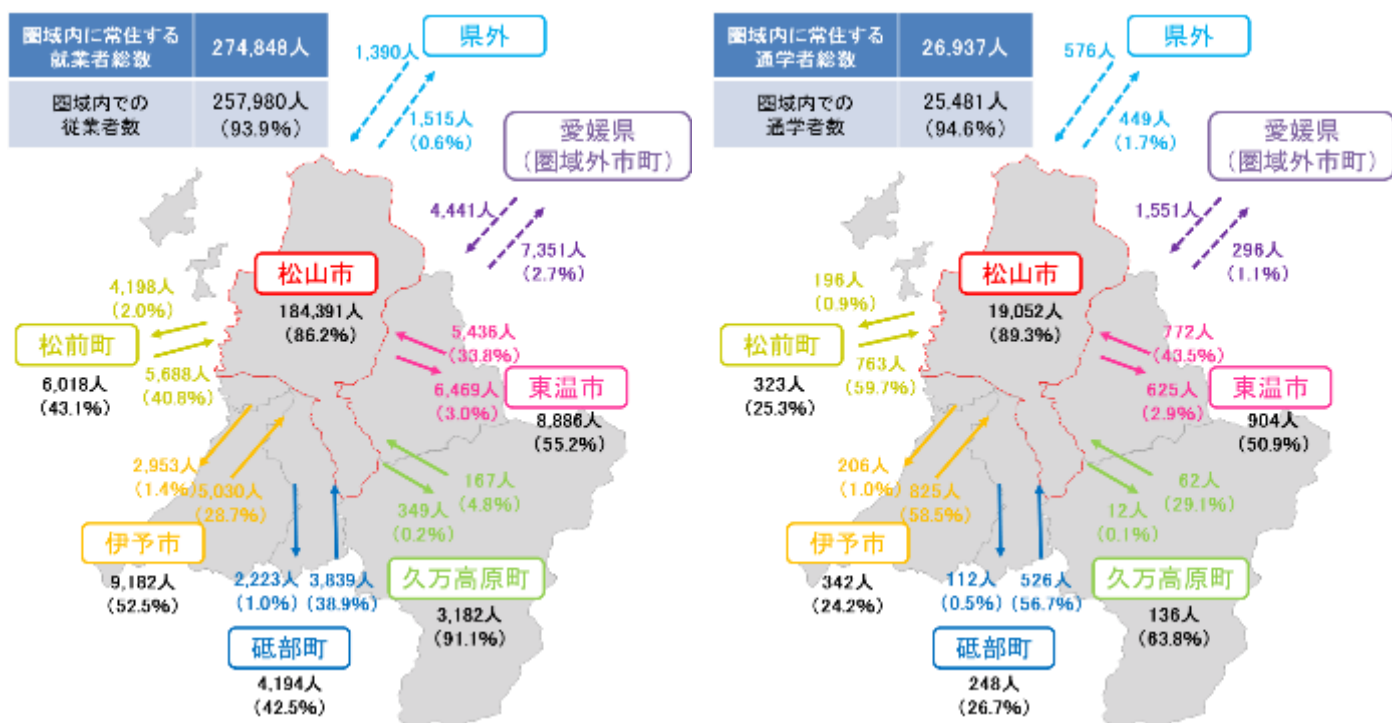 圏域内に常住する
就業者総数
274,848人
圏域内での
従業者数
257,980人
(93.9%)
1,390人
県外
1,515人
(0.6%)
愛媛県
(圏域外市町)
4,441人
7,351人
(2.7%)
松山市
184,391人
(86.2%)
4,198人
(2.0%)
松前町
6,018人
(43.1%)
5,688人
(40.8%)
5,436人
(33.8%)
6,469人
(3.0%)
東温市
8,886人
(55.2%)
2,953人
(1.4%)
5,030人
(28.7%)
伊予市
9,182人
(52.5%)
167人
(4.8%)
349人
(0.2%)
久万高原町
3,182人
(91.1%)
2,223人
(1.0%)
3,839人
(38.9%)
砥部町
4,194人
(42.5%)
圏域内に常住する
通学者総数
26.937人
圏域内での
通学者数
25.481人
(94.6%)
576人
県外
449人
(1.7%)
愛媛県
(圏域外市町)
1,551人
296人
(1.1%)
松山市
19,052人
(89.3%)
196人
(0.9%)
松前町
323人
(25.3%)
763人
(59.7%)
772人
(43.5%)
625人
(2.9%)
東温市
904人
(50.9%)
206人
(1.0%)
825人
(58.5%)
伊予市
342人
(24.2%)
62人
(29.1%)
12人
(0.1%)
久万高原町
136人
(63.8%)
112人
(0.5%)
526人
(56.7%)
砥部町
248人
(26.7%)